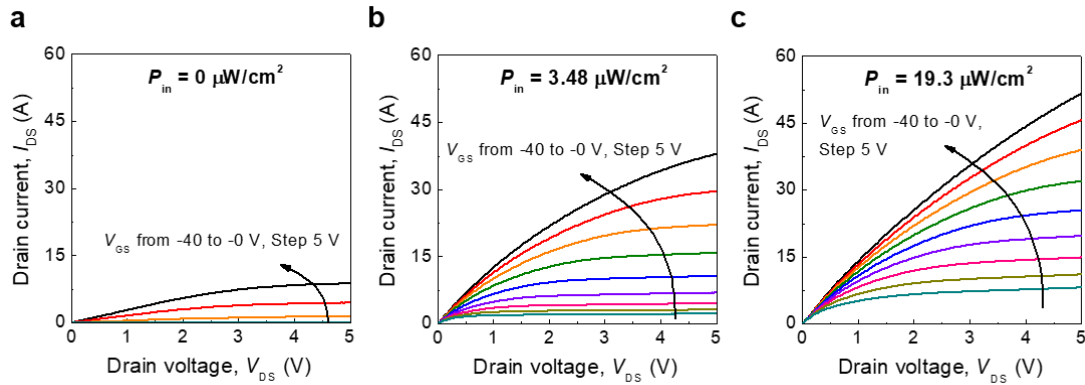 a
P_in = 0 μW/cm²
V_GS from -40 to -0 V, Step 5 V
Drain current, I_DS (A)
60
45
30
15
0
0 1 2 3 4 5
Drain voltage, V_DS (V)
b
P_in = 3.48 μW/cm²
V_GS from -40 to -0 V, Step 5 V
Drain current, I_DS (A)
60
45
30
15
0
0 1 2 3 4 5
Drain voltage, V_DS (V)
c
P_in = 19.3 μW/cm²
V_GS from -40 to -0 V,
Step 5 V
Drain current, I_DS (A)
60
45
30
15
0
0 1 2 3 4 5
Drain voltage, V_DS (V)